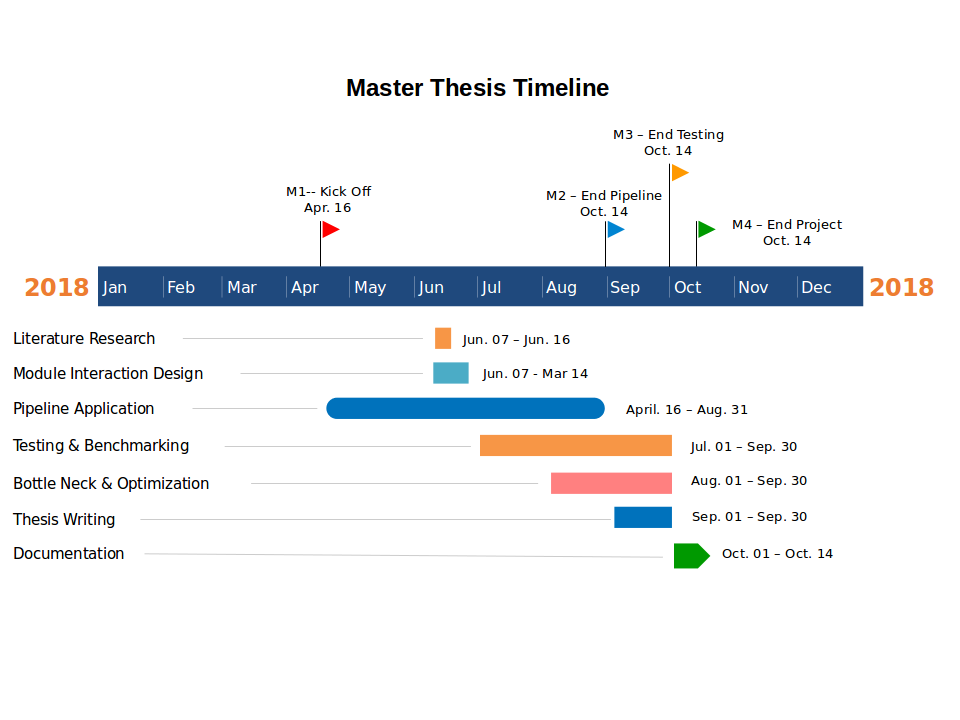 Master Thesis Timeline
M3 – End Testing
Oct. 14
M1-- Kick Off
Apr. 16
M2 – End Pipeline
Oct. 14
M4 – End Project
Oct. 14
2018 Jan Feb Mar Apr May Jun Jul Aug Sep Oct Nov Dec 2018
Literature Research Jun. 07 – Jun. 16
Module Interaction Design Jun. 07 - Mar 14
Pipeline Application April. 16 – Aug. 31
Testing & Benchmarking Jul. 01 – Sep. 30
Bottle Neck & Optimization Aug. 01 – Sep. 30
Thesis Writing Sep. 01 – Sep. 30
Documentation Oct. 01 – Oct. 14